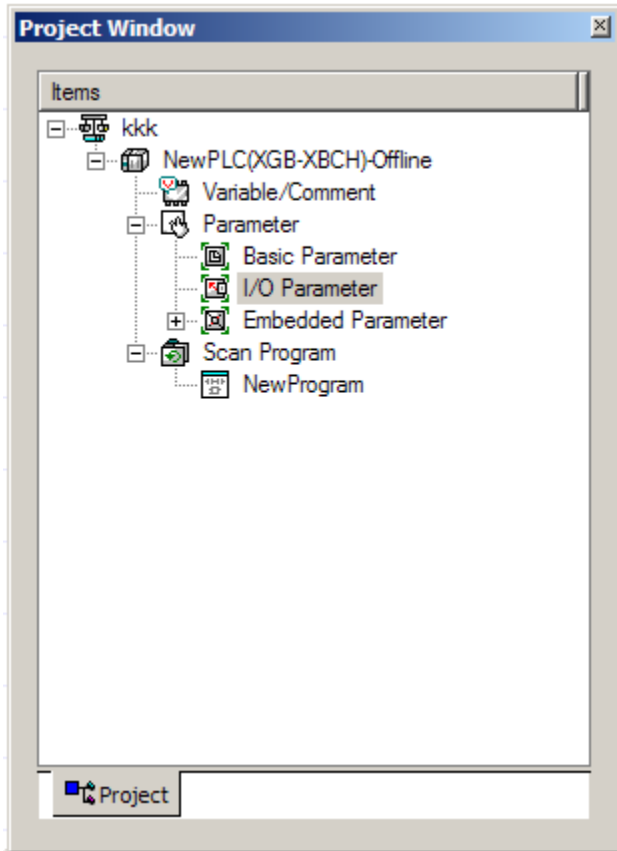 Project Window
Items
kkk
NewPLC(XGB-XBCH)-Offline
Variable/Comment
Parameter
Basic Parameter
I/O Parameter
Embedded Parameter
Scan Program
NewProgram
Project